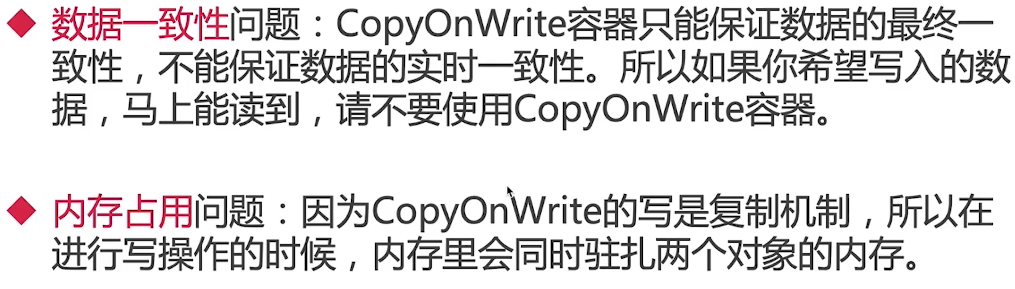 ◆ 数据一致性问题：CopyOnWrite容器只能保证数据的最终一
致性，不能保证数据的实时一致性。所以如果你希望写入的数
据，马上能读到，请不要使用CopyOnWrite容器。
◆ 内存占用问题：因为CopyOnWrite的写是复制机制，所以在
进行写操作的时候，内存里会同时驻扎两个对象的内存。